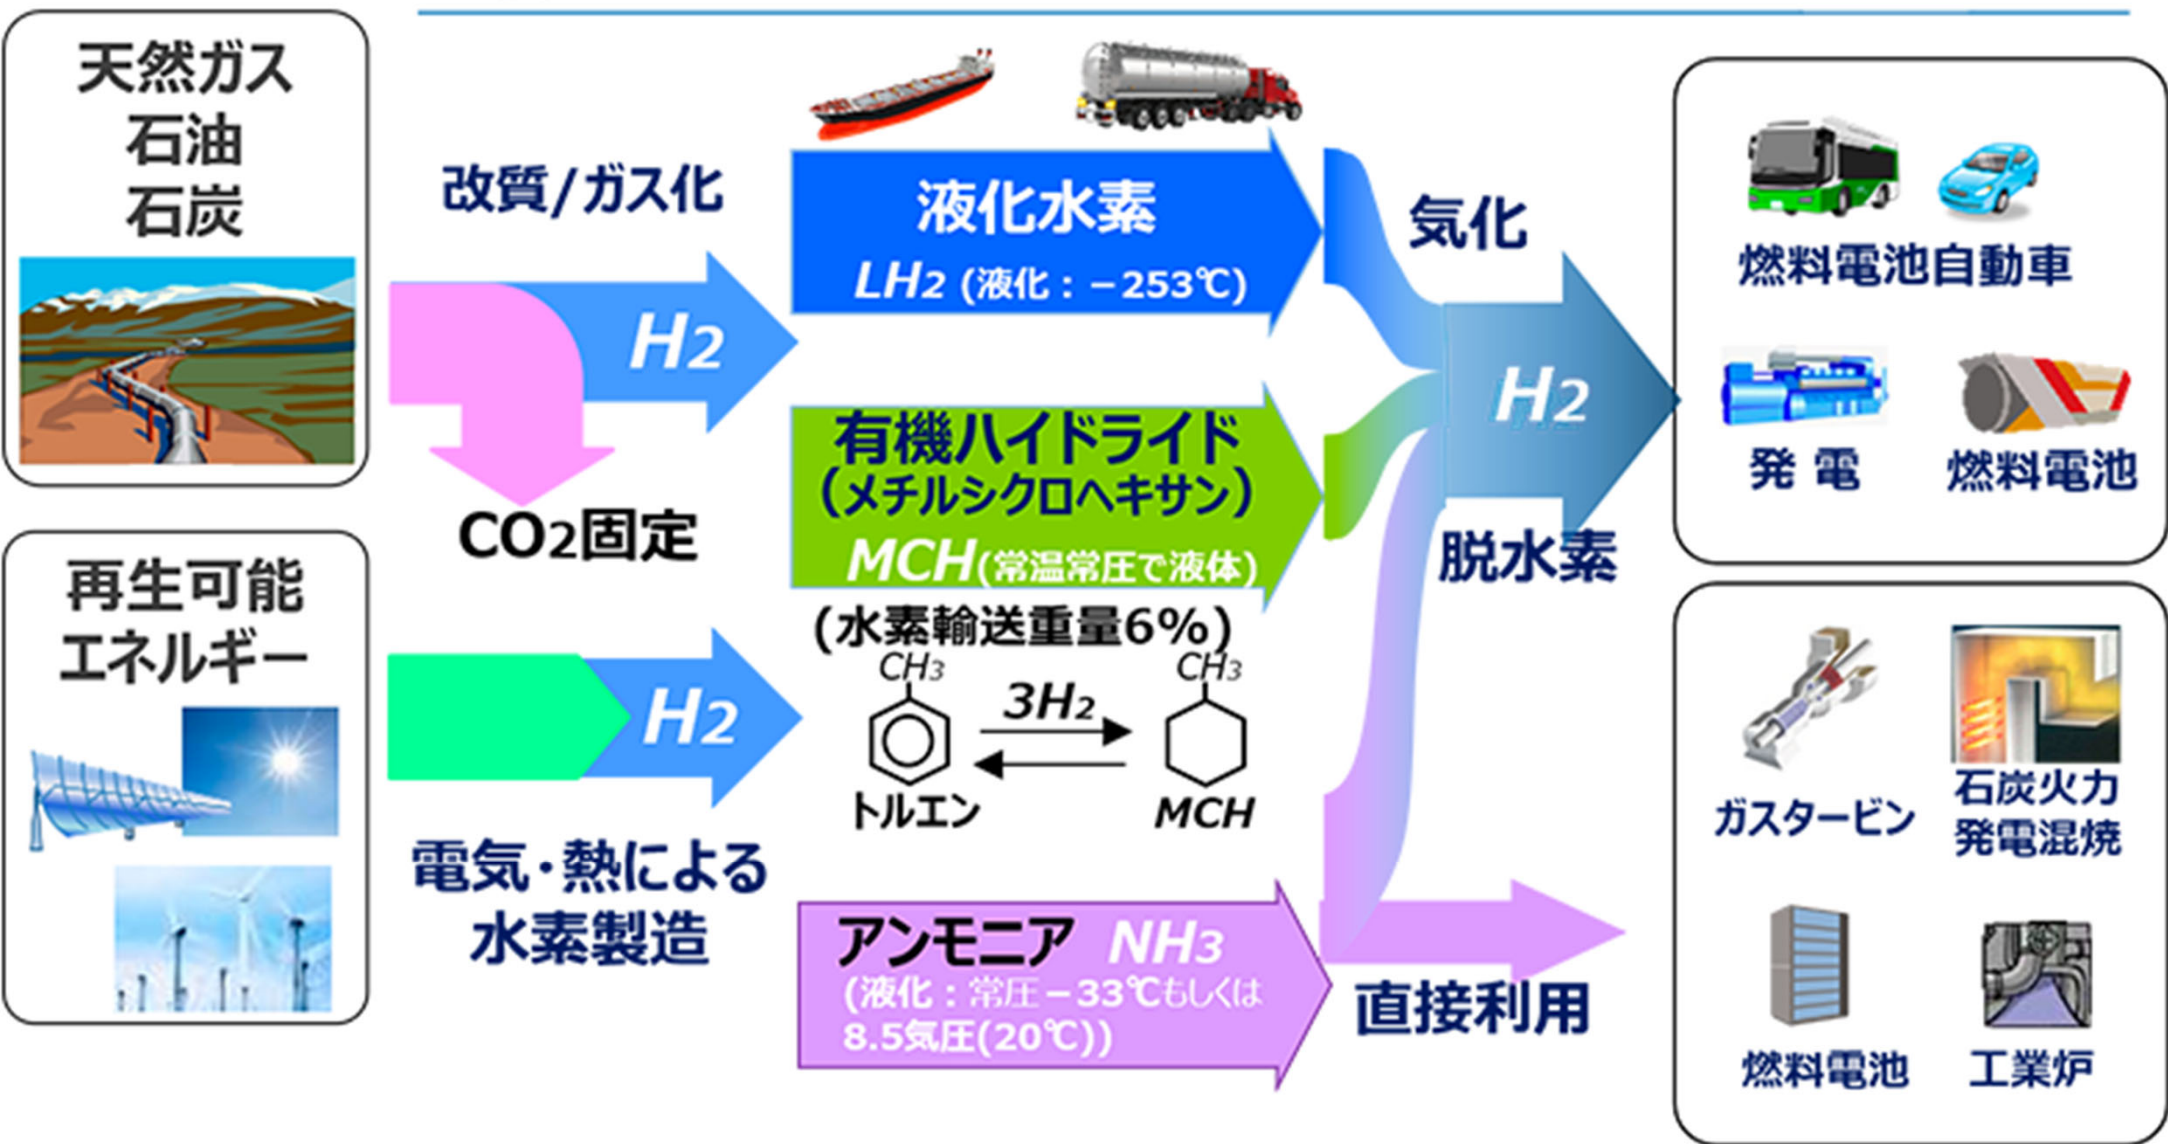 天然ガス
石油
石炭
再生可能
エネルギー
改質/ガス化
H2
CO2固定
H2
電気・熱による
水素製造
液化水素
LH2 (液化：－253℃)
有機ハイドライド
(メチルシクロヘキサン)
MCH(常温常圧で液体)
(水素輸送重量6%)
CH3
3H2
CH3
トルエン
MCH
アンモニア NH3
(液化：常圧－33℃もしくは
8.5気圧(20℃))
気化
H2
脱水素
直接利用
燃料電池自動車
発 電
燃料電池
ガスタービン
石炭火力
発電混焼
燃料電池
工業炉